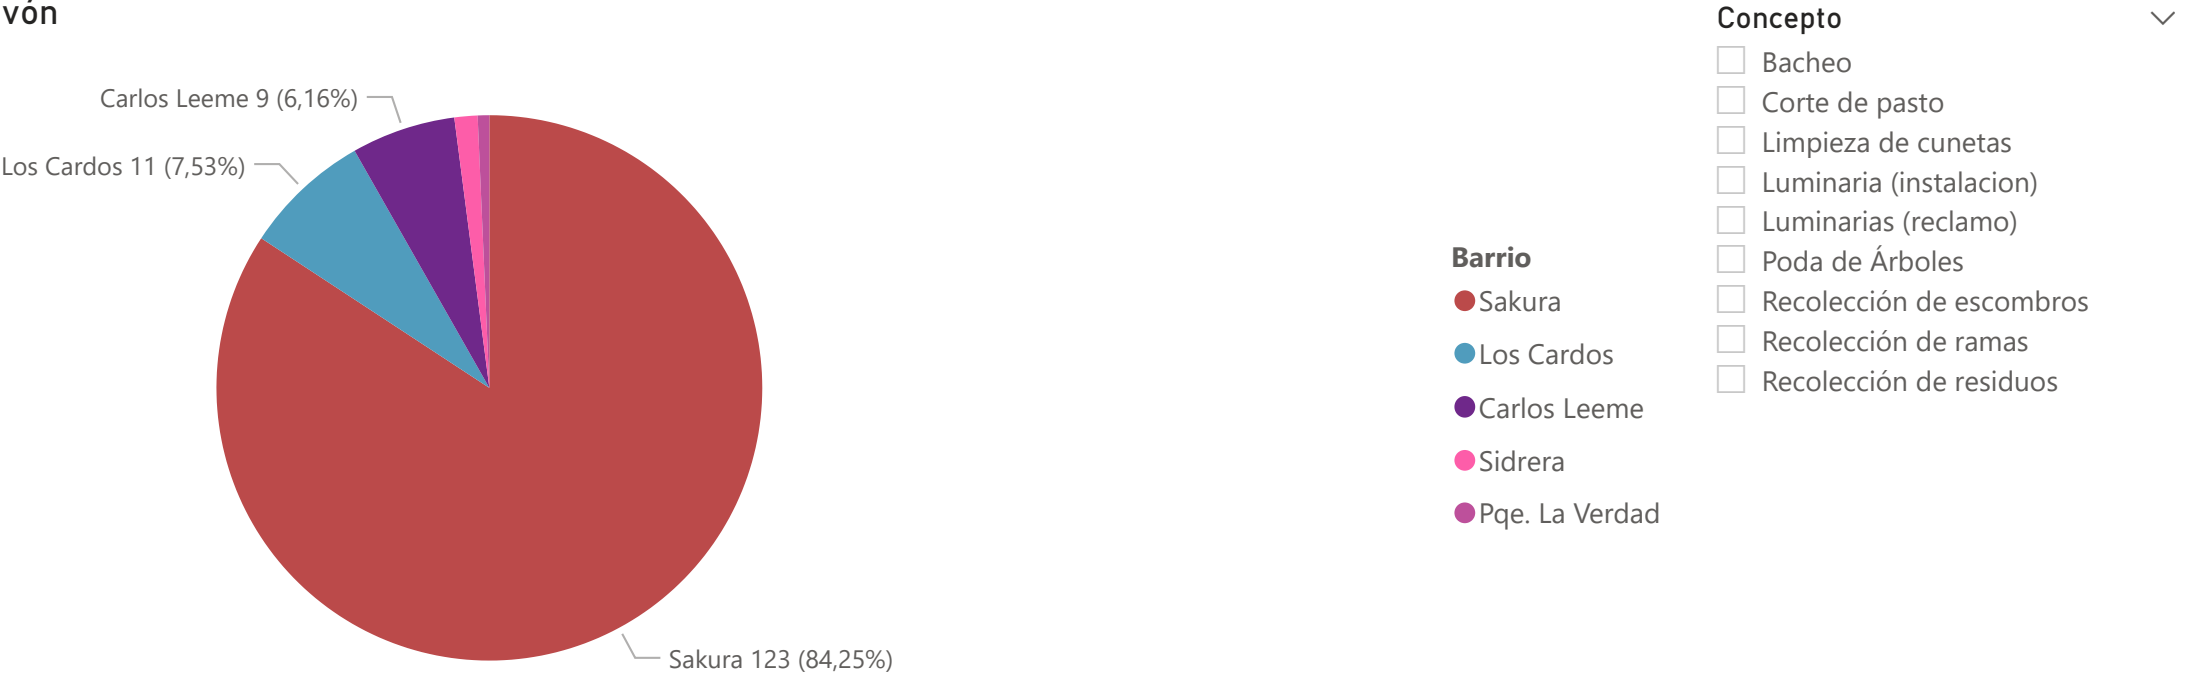 vón
Carlos Leeme 9 (6,16%)
Los Cardos 11 (7,53%)
Sakura 123 (84,25%)
Barrio
Sakura
Los Cardos
Carlos Leeme
Sidrera
Pqe. La Verdad
Concepto
Bacheo
Corte de pasto
Limpieza de cunetas
Luminaria (instalacion)
Luminarias (reclamo)
Poda de Árboles
Recolección de escombros
Recolección de ramas
Recolección de residuos